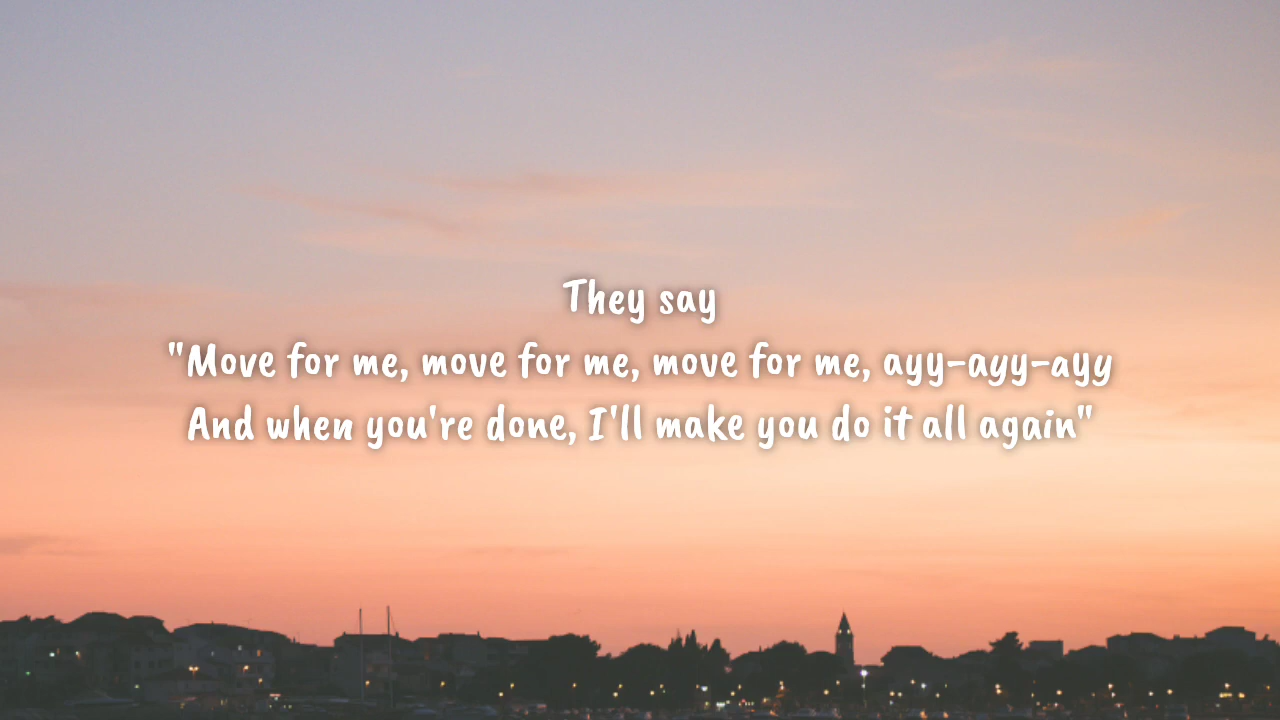 They say
"Move for me, move for me, move for me, ayy-ayy-ayy
And when you're done, I'll make you do it all again"